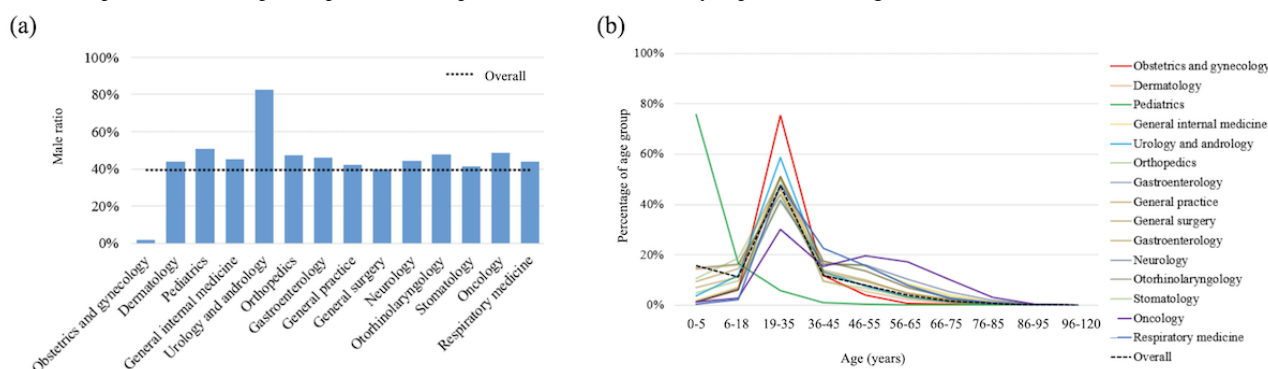 (a)
(b)
100%
80%
60%
40%
20%
0%
Male ratio
Overall
Obstetrics and gynecology
Dermatology
Pediatrics
General internal medicine
Urology and andrology
Orthopedics
Gastroenterology
General practice
General surgery
Neurology
Otorhinolaryngology
Stomatology
Oncology
Respiratory medicine
100%
80%
60%
40%
20%
0%
Percentage of age group
0-5 6-18 19-35 36-45 46-55 56-65 66-75 76-85 86-95 96-120
Age (years)
Obstetrics and gynecology
Dermatology
Pediatrics
General internal medicine
Urology and andrology
Orthopedics
Gastroenterology
General practice
General surgery
Gastroenterology
Neurology
Otorhinolaryngology
Stomatology
Oncology
Respiratory medicine
Overall